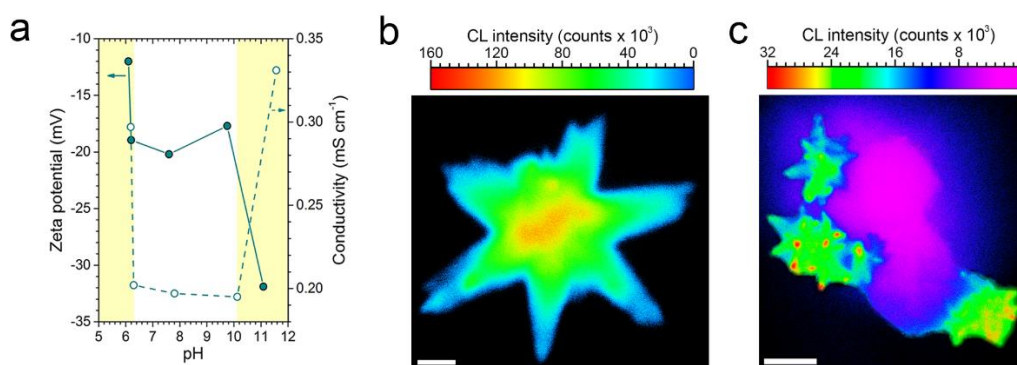 a
-10
-15
-20
-25
-30
-35
Zeta potential (mV)
5 6 7 8 9 10 11 12
pH
0.35
0.30
0.25
0.20
Conductivity (mS cm⁻¹)
b
CL intensity (counts x 10³)
160 120 80 40 0
c
CL intensity (counts x 10³)
32 24 16 8